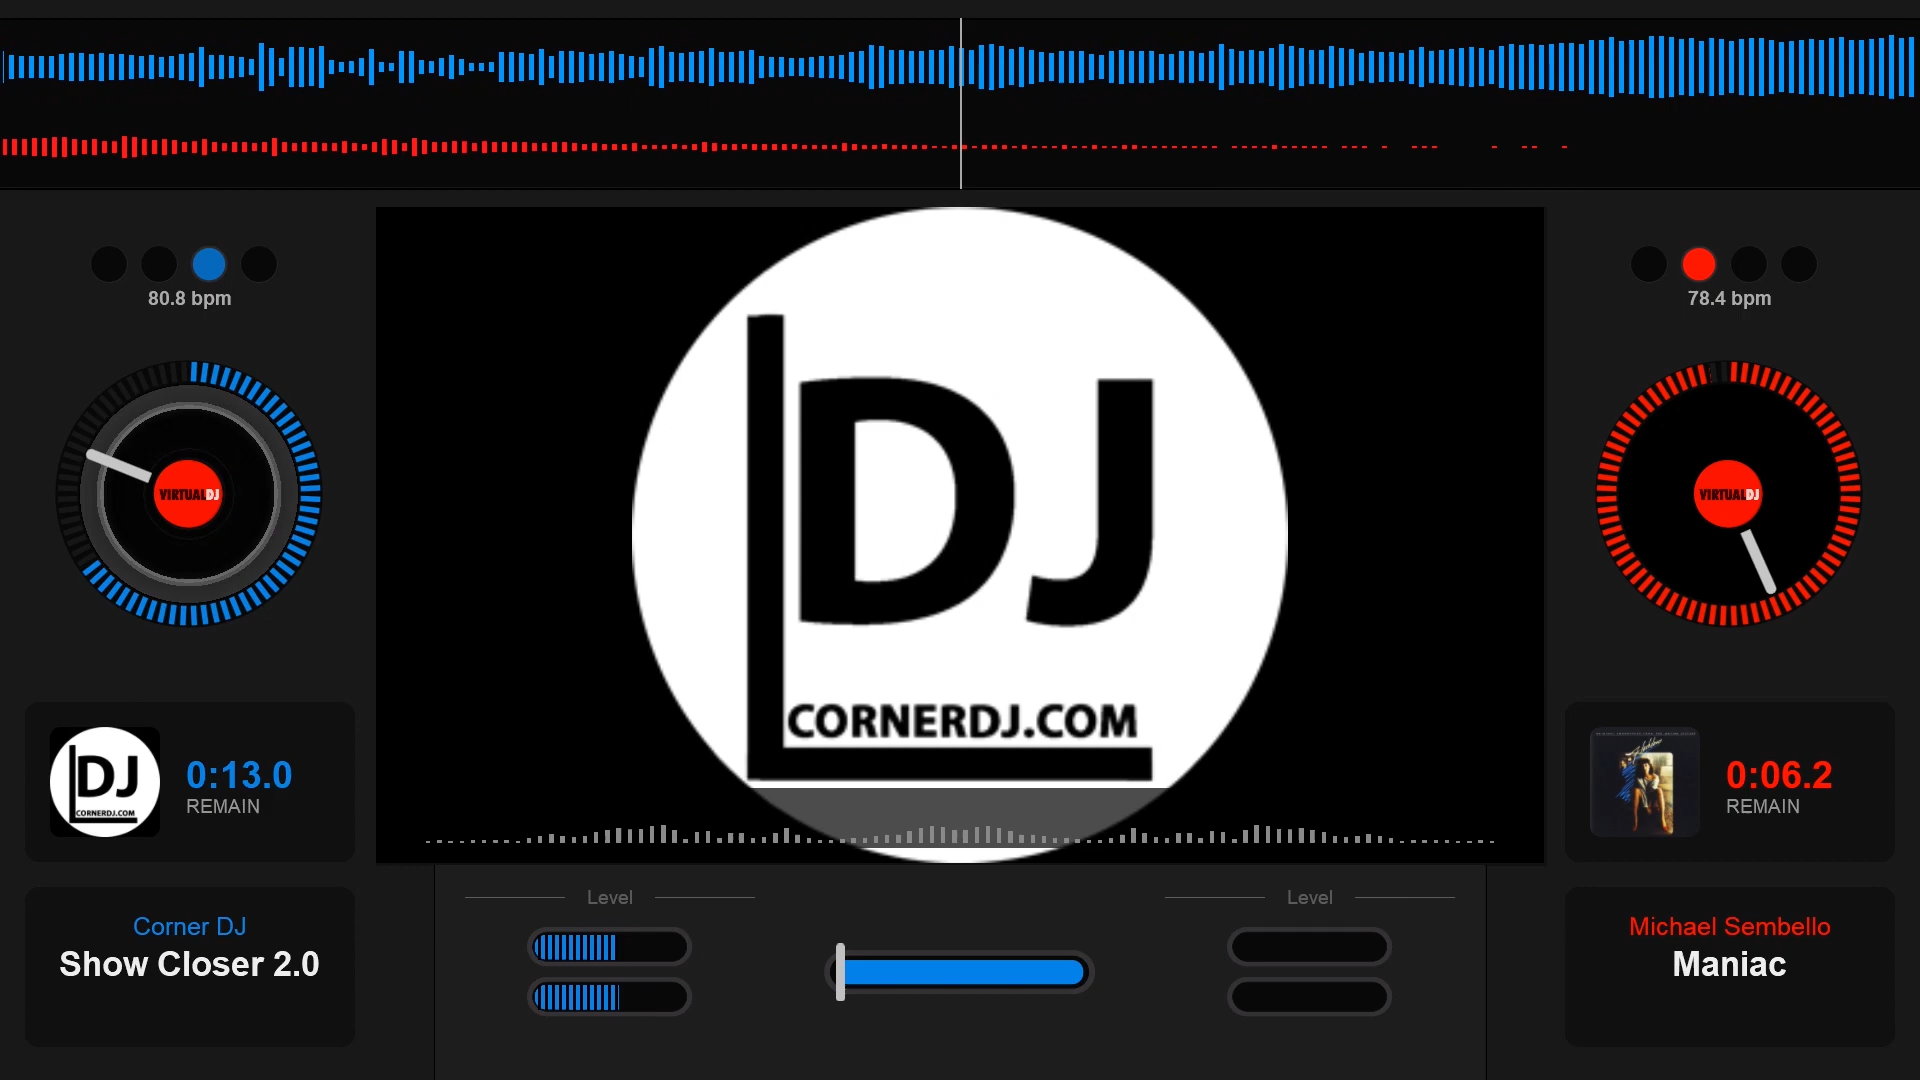 80.8 bpm
VIRTUALDJ
DJ
CORNERDJ.COM
0:13.0
REMAIN
Corner DJ
Show Closer 2.0
DJ
CORNERDJ.COM
Level
Level
78.4 bpm
VIRTUALDJ
Flashdance
0:06.2
REMAIN
Michael Sembello
Maniac